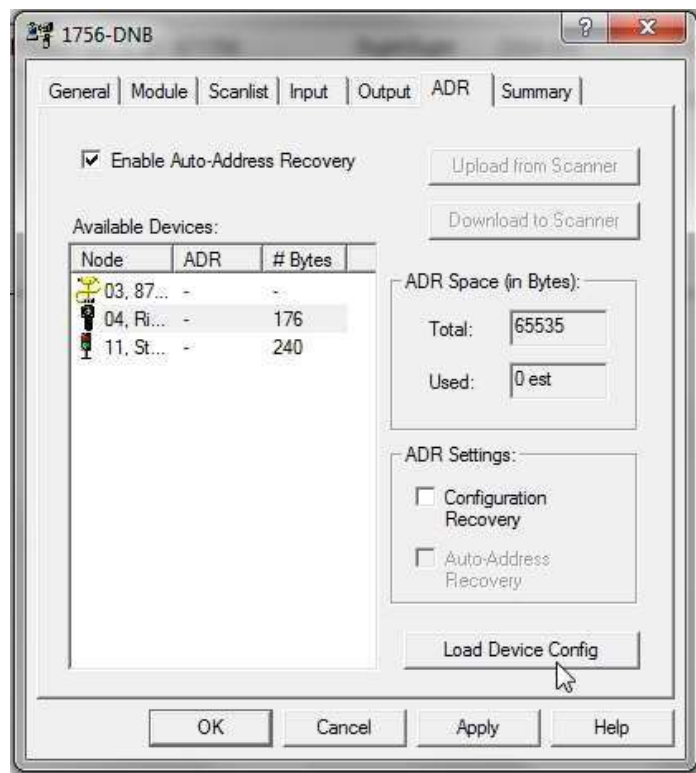 1756-DNB
General Module Scanlist Input Output ADR Summary
Enable Auto-Address Recovery
Upload from Scanner
Download to Scanner
Available Devices:
Node ADR # Bytes
03, 87... - -
04, Ri... - 176
11, St... - 240
ADR Space (in Bytes):
Total: 65535
Used: 0 est
ADR Settings:
Configuration
Recovery
Auto-Address
Recovery
Load Device Config
OK Cancel Apply Help